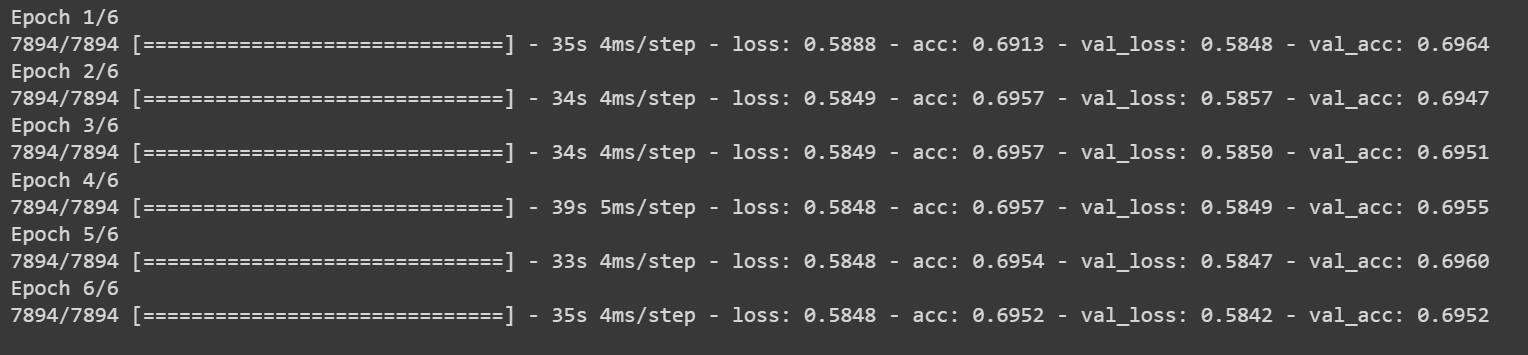 Epoch 1/6
7894/7894 [==============================] - 35s 4ms/step - loss: 0.5888 - acc: 0.6913 - val_loss: 0.5848 - val_acc: 0.6964
Epoch 2/6
7894/7894 [==============================] - 34s 4ms/step - loss: 0.5849 - acc: 0.6957 - val_loss: 0.5857 - val_acc: 0.6947
Epoch 3/6
7894/7894 [==============================] - 34s 4ms/step - loss: 0.5849 - acc: 0.6957 - val_loss: 0.5850 - val_acc: 0.6951
Epoch 4/6
7894/7894 [==============================] - 39s 5ms/step - loss: 0.5848 - acc: 0.6957 - val_loss: 0.5849 - val_acc: 0.6955
Epoch 5/6
7894/7894 [==============================] - 33s 4ms/step - loss: 0.5848 - acc: 0.6954 - val_loss: 0.5847 - val_acc: 0.6960
Epoch 6/6
7894/7894 [==============================] - 35s 4ms/step - loss: 0.5848 - acc: 0.6952 - val_loss: 0.5842 - val_acc: 0.6952